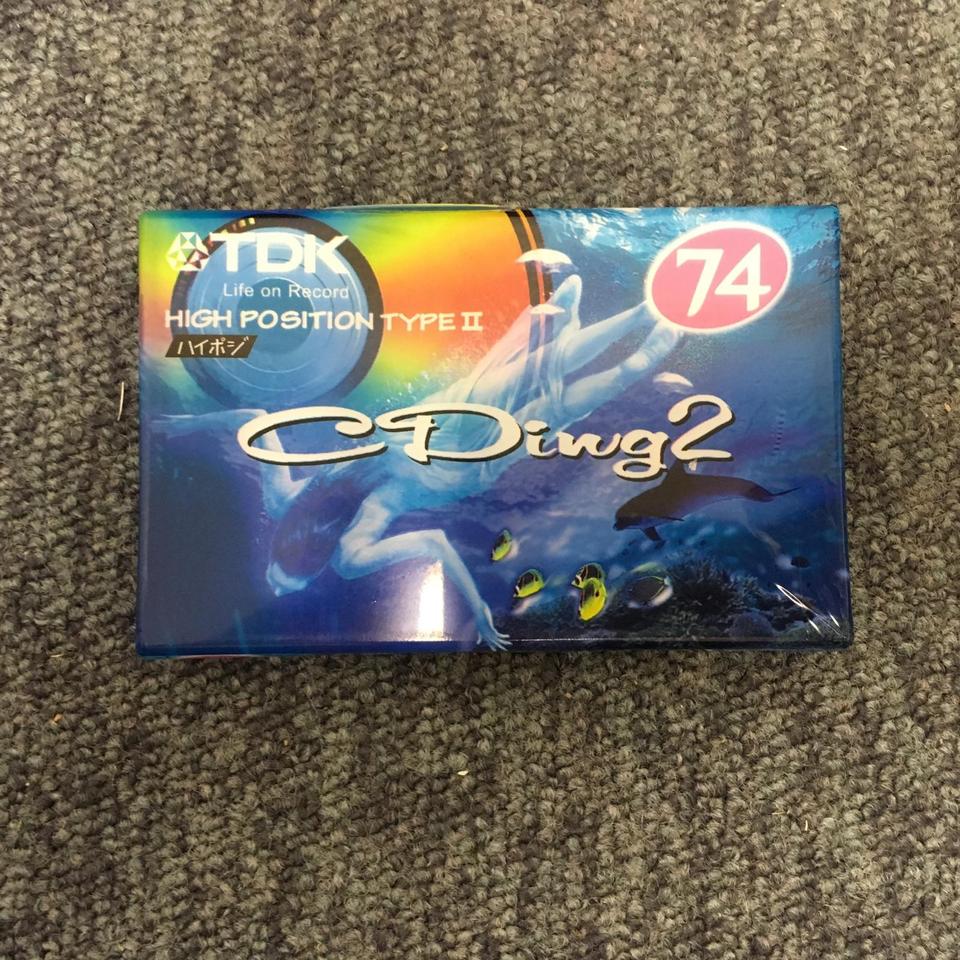 TDK
Life on Record
HIGH POSITION TYPE II
ハイポジ
74
CDing2